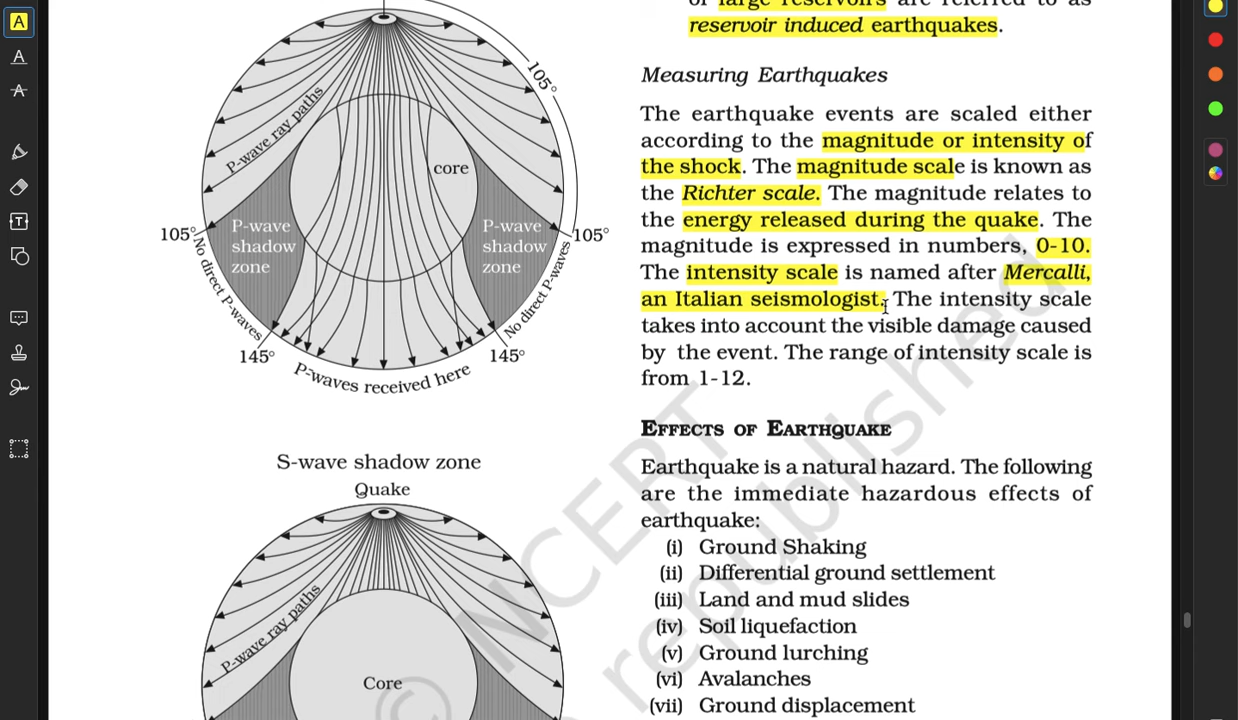 105°
P-wave ray paths
core
P-wave
shadow
zone
P-wave
shadow
zone
105°
105°
No direct P-waves
No direct P-waves
145°
145°
P-waves received here
S-wave shadow zone
Quake
P-wave ray paths
Core
reservoir induced earthquakes.
Measuring Earthquakes
The earthquake events are scaled either
according to the magnitude or intensity of
the shock. The magnitude scale is known as
the Richter scale. The magnitude relates to
the energy released during the quake. The
magnitude is expressed in numbers, 0-10.
The intensity scale is named after Mercalli,
an Italian seismologist. The intensity scale
takes into account the visible damage caused
by the event. The range of intensity scale is
from 1-12.
EFFECTS OF EARTHQUAKE
Earthquake is a natural hazard. The following
are the immediate hazardous effects of
earthquake:
(i) Ground Shaking
(ii) Differential ground settlement
(iii) Land and mud slides
(iv) Soil liquefaction
(v) Ground lurching
(vi) Avalanches
(vii) Ground displacement
© NCERT
republished
A
A
A
T